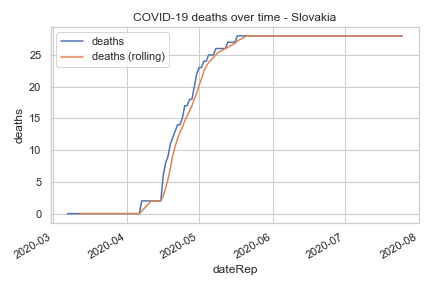 COVID-19 deaths over time - Slovakia
deaths
deaths (rolling)
25
20
15
10
5
0
deaths
2020-03
2020-04
2020-05
2020-06
2020-07
2020-08
dateRep